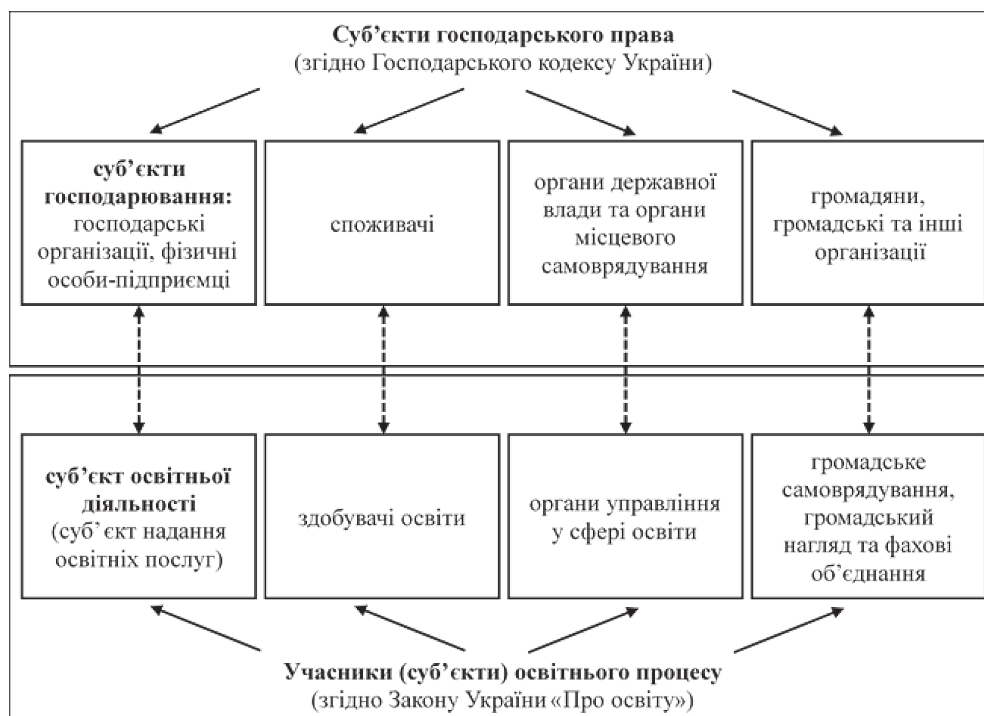 Суб’єкти господарського права
(згідно Господарського кодексу України)
суб’єкти
господарювання:
господарські
організації, фізичні
особи-підприємці
споживачі
органи державної
влади та органи
місцевого
самоврядування
громадяни,
громадські та інші
організації
суб’єкт освітньої
діяльності
(суб’єкт надання
освітніх послуг)
здобувачі освіти
органи управління
у сфері освіти
громадське
самоврядування,
громадський
нагляд та фахові
об’єднання
Учасники (суб’єкти) освітнього процесу
(згідно Закону України «Про освіту»)